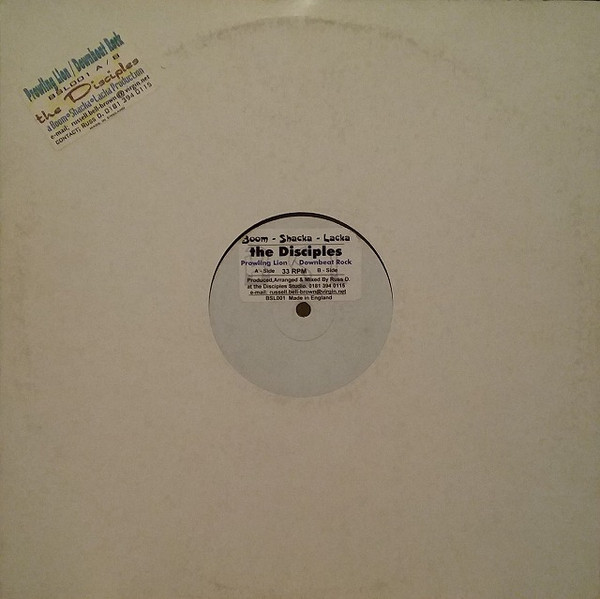 Prowling Lion / Downbeat Rock
BSL001 A / B
the Disciples
a Boom•Shacka•Lacka Production
e-mail: russell.bell-brown@virgin.net
CONTACT; RUSS D. 0181 394 0115
MADE IN ENGLAND
Boom - Shacka - Lacka
the Disciples
Prowling Lion / Downbeat Rock
A - Side 33 RPM B - Side
Produced,Arranged & Mixed By Russ D.
at the Disciples Studio: 0181 394 0115
e-mail: russell.bell-brown@virgin.net
BSL001 Made in England